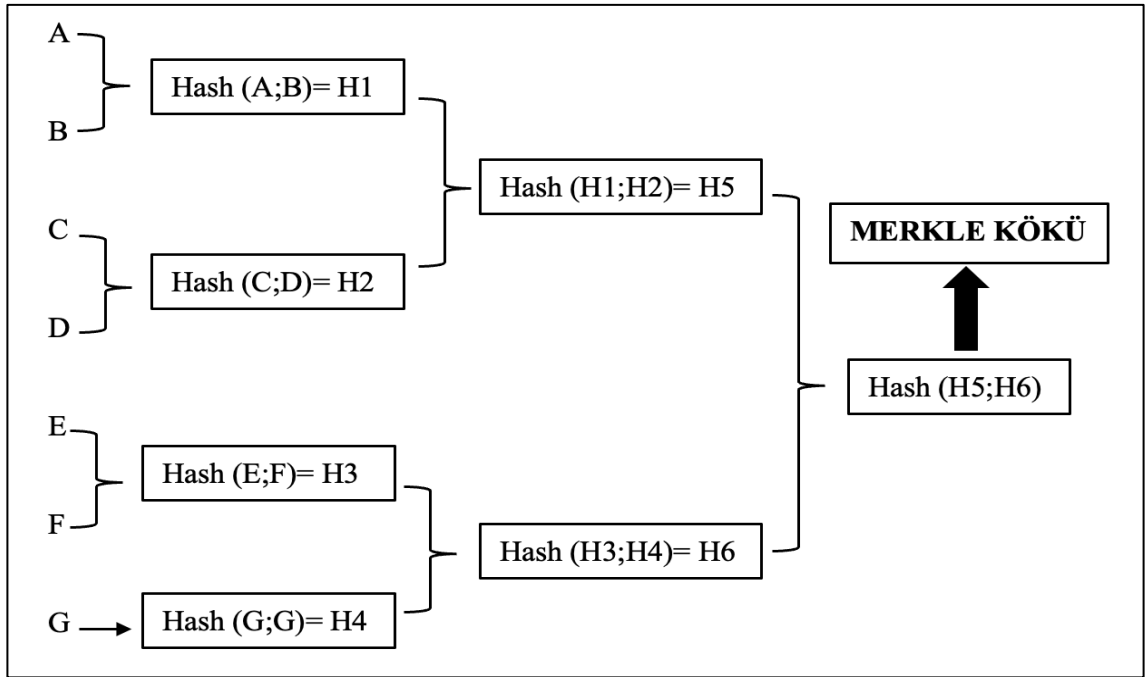 A
Hash (A;B)= H1
B
Hash (H1;H2)= H5
C
MERKLE KÖKÜ
Hash (C;D)= H2
D
Hash (H5;H6)
E
Hash (E;F)= H3
F
Hash (H3;H4)= H6
G
Hash (G;G)= H4